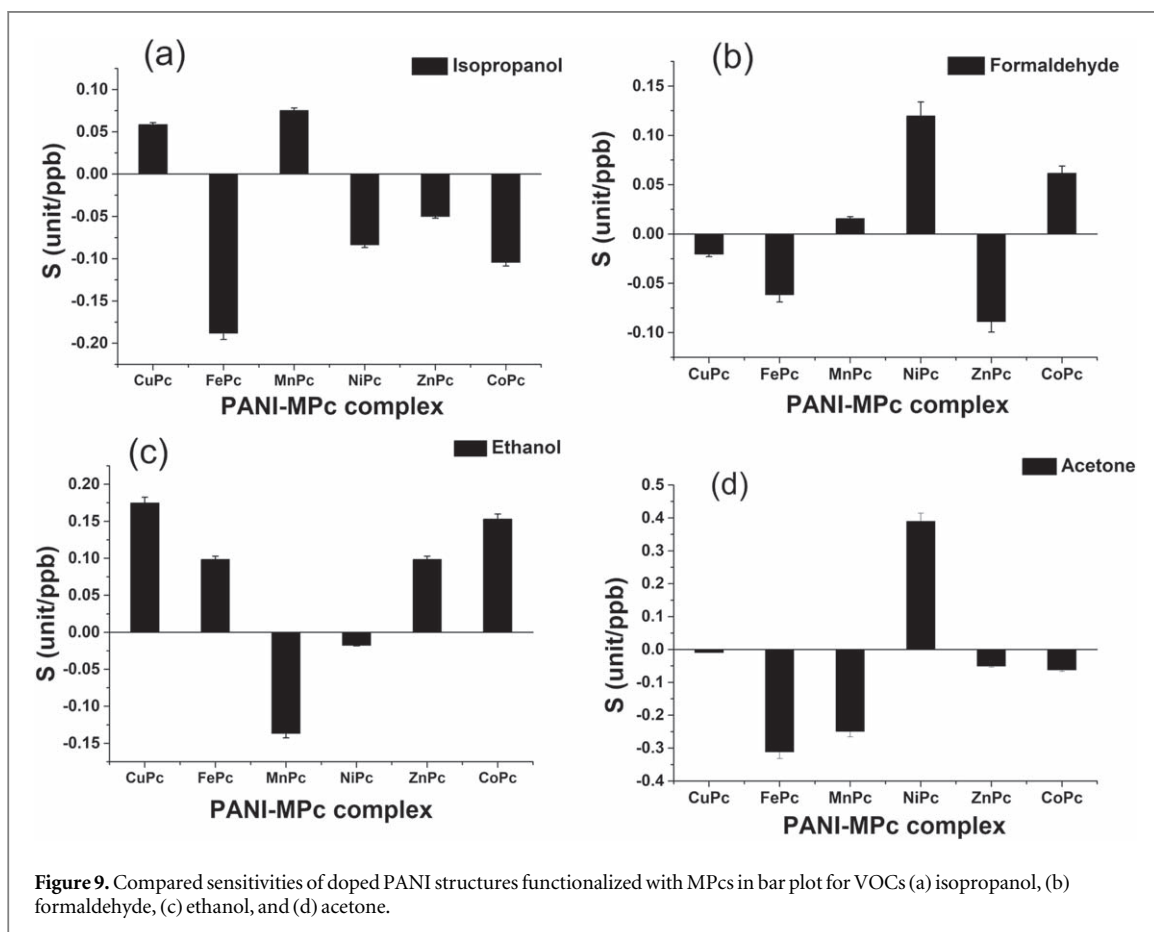 (a)
Isopropanol
S (unit/ppb)
0.10
0.05
0.00
-0.05
-0.10
-0.15
-0.20
CuPc FePc MnPc NiPc ZnPc CoPc
PANI-MPc complex
(b)
Formaldehyde
S (unit/ppb)
0.15
0.10
0.05
0.00
-0.05
-0.10
CuPc FePc MnPc NiPc ZnPc CoPc
PANI-MPc complex
(c)
Ethanol
S (unit/ppb)
0.20
0.15
0.10
0.05
0.00
-0.05
-0.10
-0.15
CuPc FePc MnPc NiPc ZnPc CoPc
PANI-MPc complex
(d)
Acetone
S (unit/ppb)
0.5
0.4
0.3
0.2
0.1
0.0
-0.1
-0.2
-0.3
-0.4
CuPc FePc MnPc NiPc ZnPc CoPc
PANI-MPc complex
Figure 9. Compared sensitivities of doped PANI structures functionalized with MPcs in bar plot for VOCs (a) isopropanol, (b)
formaldehyde, (c) ethanol, and (d) acetone.